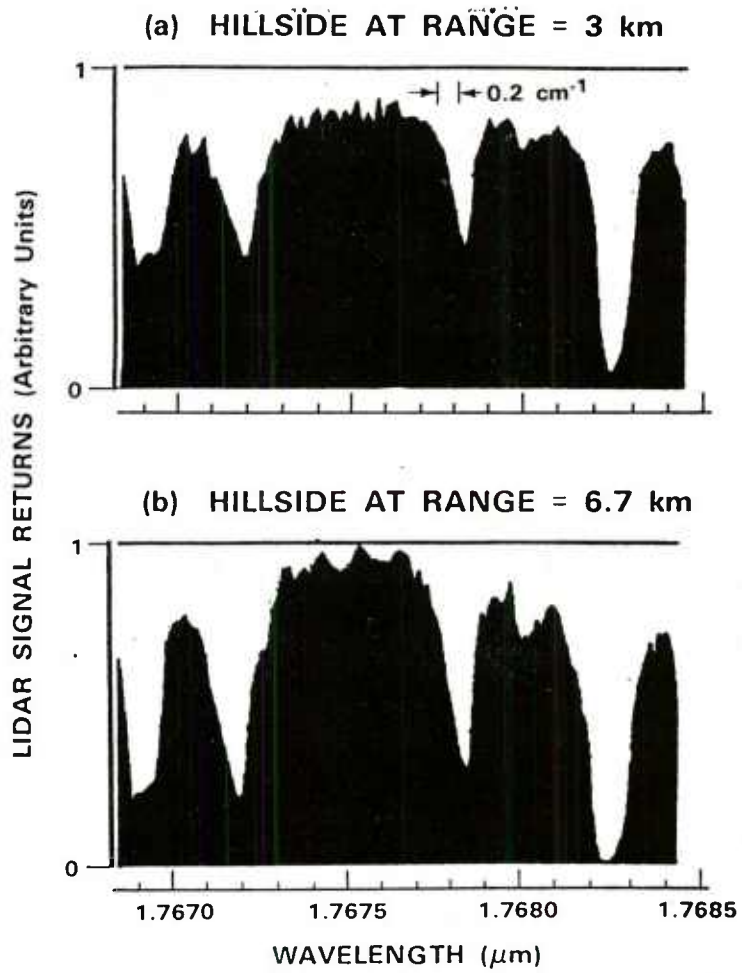 (a) HILLSIDE AT RANGE = 3 km
1
0.2 cm⁻¹
0
LIDAR SIGNAL RETURNS (Arbitrary Units)
(b) HILLSIDE AT RANGE = 6.7 km
1
0
1.7670 1.7675 1.7680 1.7685
WAVELENGTH (μm)